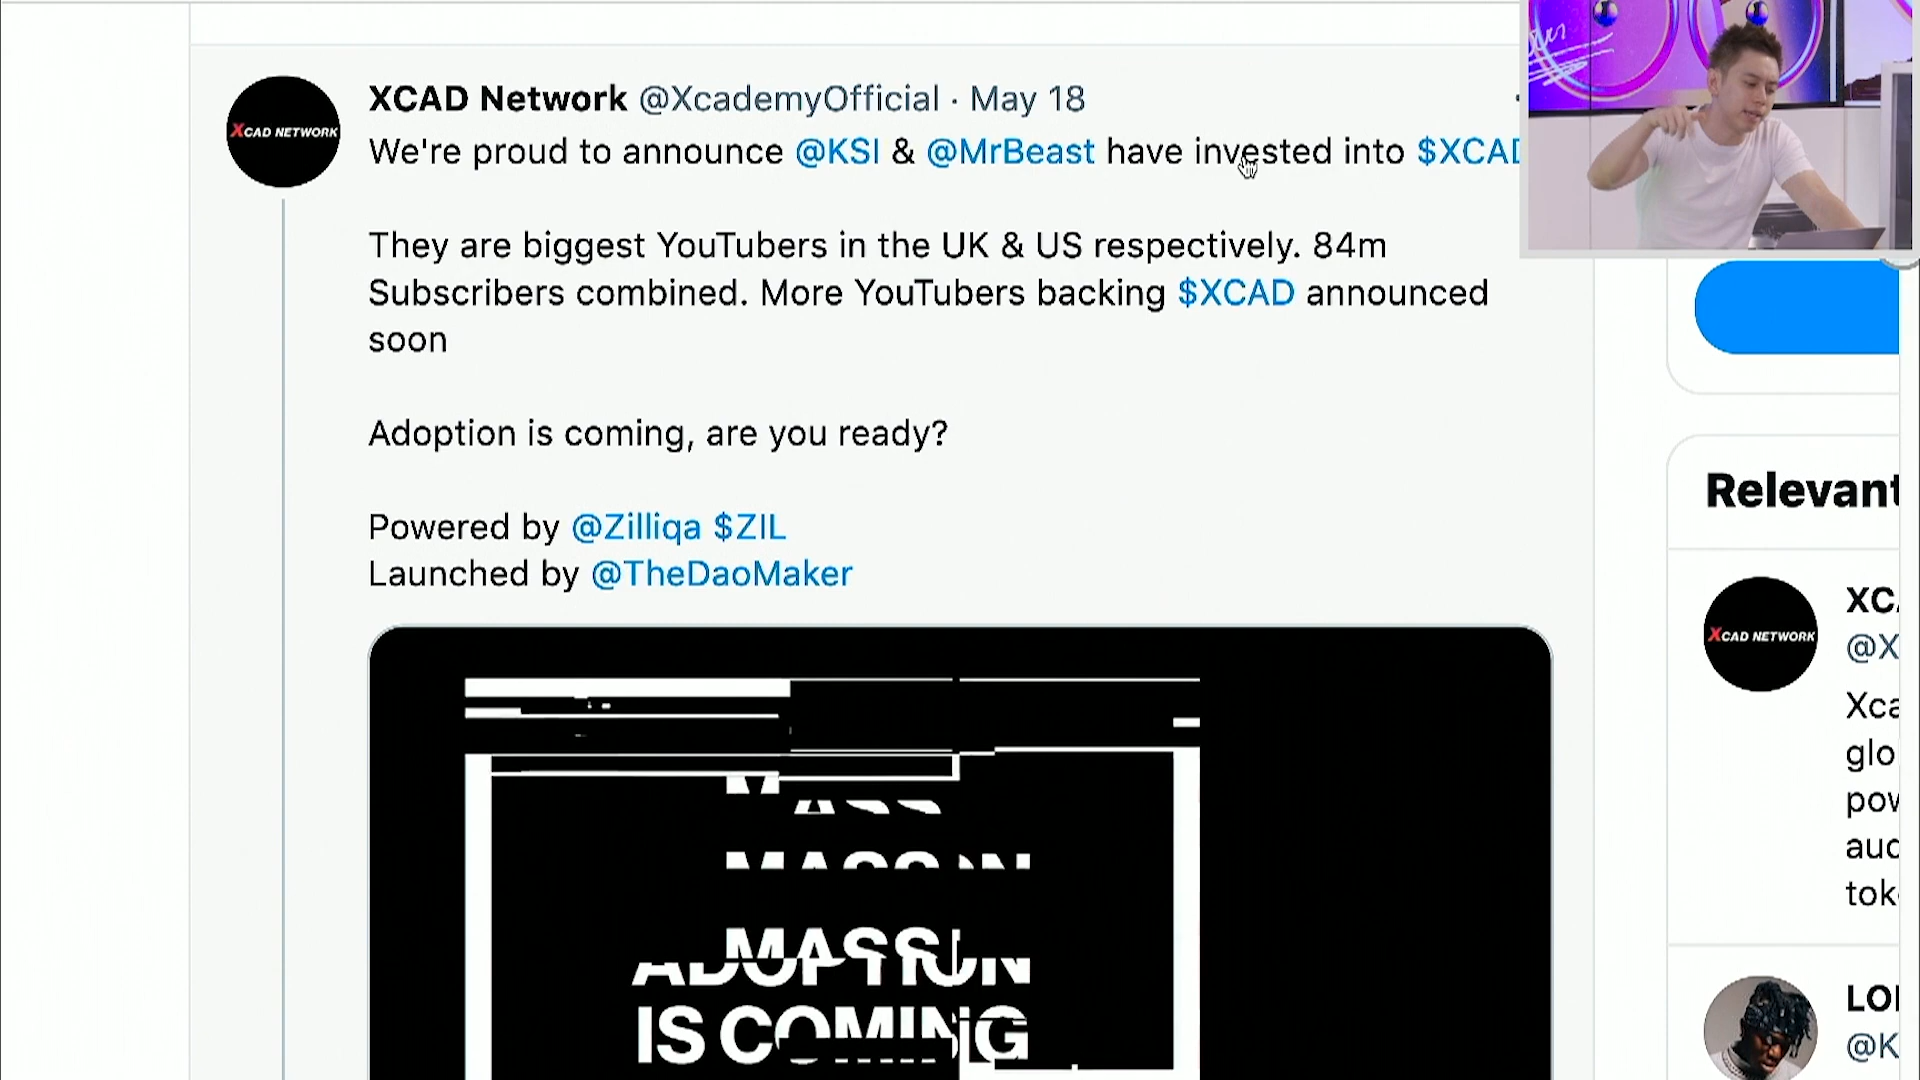 XCAD Network @XcademyOfficial · May 18
We're proud to announce @KSI & @MrBeast have invested into $XCAD
They are biggest YouTubers in the UK & US respectively. 84m
Subscribers combined. More YouTubers backing $XCAD announced
soon
Adoption is coming, are you ready?
Powered by @Zilliqa $ZIL
Launched by @TheDaoMaker
XCAD NETWORK
MASS
ADOPTION
IS COMING
Relevant
XCAD NETWORK
XCA
@X
Xca
glo
pow
aud
tok
@K